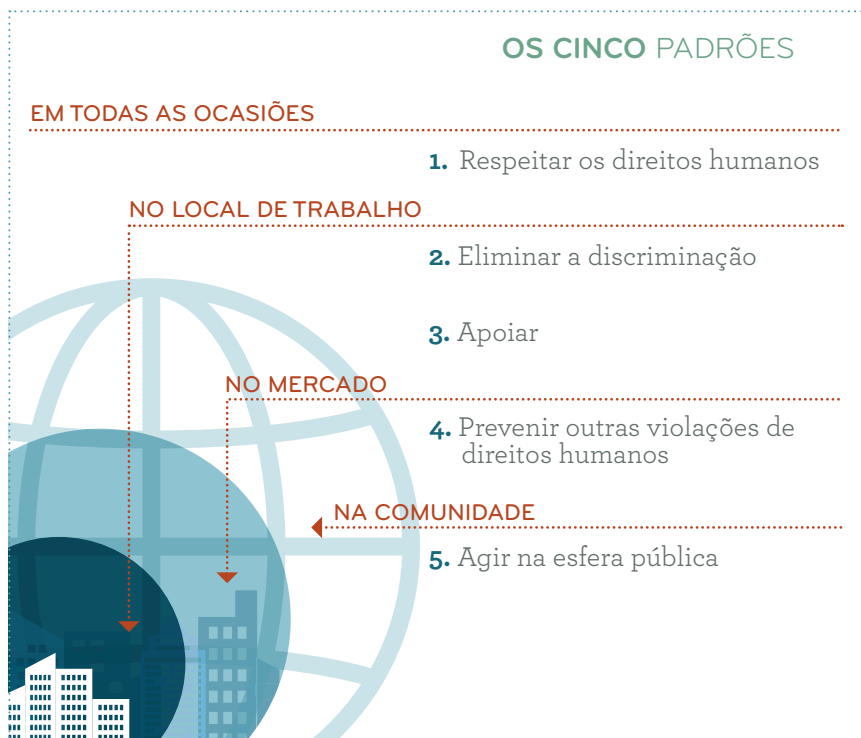 OS CINCO PADRÕES
EM TODAS AS OCASIÕES
1. Respeitar os direitos humanos
NO LOCAL DE TRABALHO
2. Eliminar a discriminação
3. Apoiar
NO MERCADO
4. Prevenir outras violações de
direitos humanos
NA COMUNIDADE
5. Agir na esfera pública